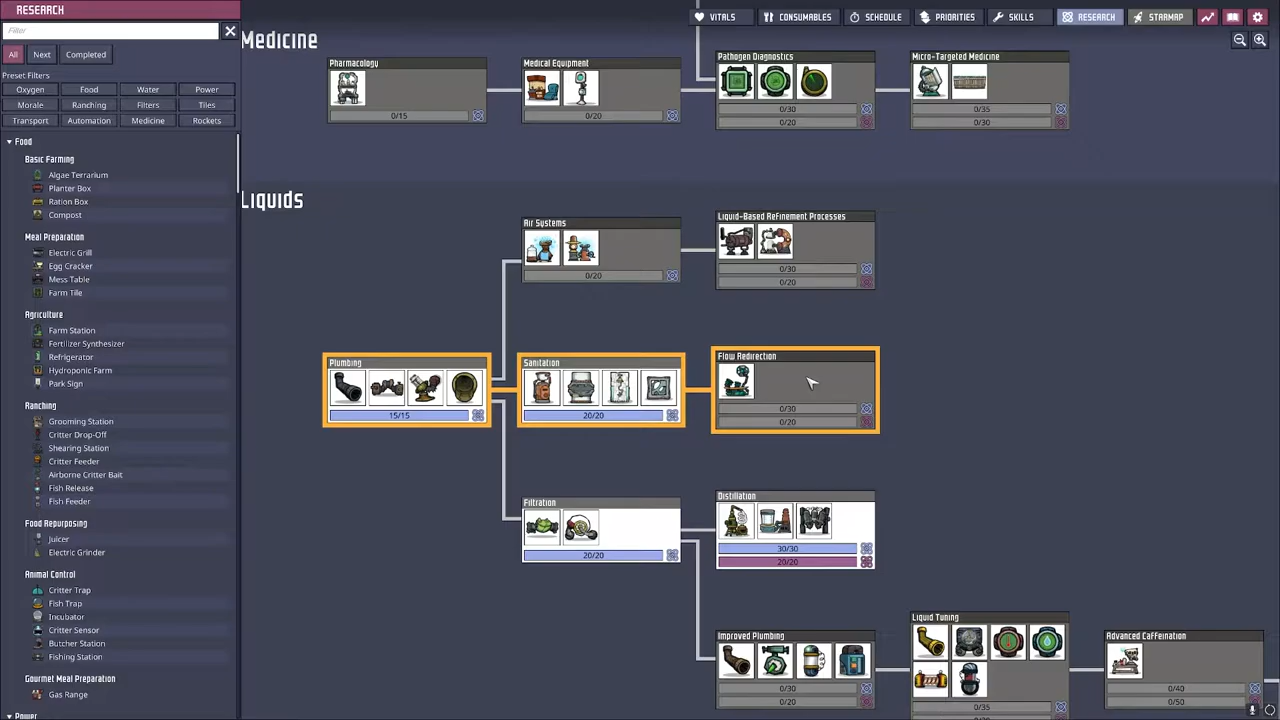 RESEARCH
VITALS
CONSUMABLES
SCHEDULE
PRIORITIES
SKILLS
RESEARCH
STARMAP
Filter
All
Next
Completed
Preset Filters
Oxygen
Food
Water
Power
Morale
Ranching
Filters
Tiles
Transport
Automation
Medicine
Rockets
Food
Basic Farming
Algae Terrarium
Planter Box
Ration Box
Compost
Meal Preparation
Electric Grill
Egg Cracker
Mess Table
Farm Tile
Agriculture
Farm Station
Fertilizer Synthesizer
Refrigerator
Hydroponic Farm
Park Sign
Ranching
Grooming Station
Critter Drop-Off
Shearing Station
Critter Feeder
Airborne Critter Bait
Fish Release
Fish Feeder
Food Repurposing
Juicer
Electric Grinder
Animal Control
Critter Trap
Fish Trap
Incubator
Critter Sensor
Butcher Station
Fishing Station
Gourmet Meal Preparation
Gas Range
Power
Medicine
Pharmacology
0/15
Medical Equipment
0/20
Pathogen Diagnostics
0/30
0/20
Micro-Targeted Medicine
0/35
0/30
Liquids
Air Systems
0/20
Liquid-Based Refinement Processes
0/30
0/20
Plumbing
15/15
Sanitation
20/20
Flow Redirection
0/30
0/20
Filtration
20/20
Distillation
30/30
20/20
Improved Plumbing
0/30
0/20
Liquid Tuning
0/35
Advanced Caffeination
0/40
0/50